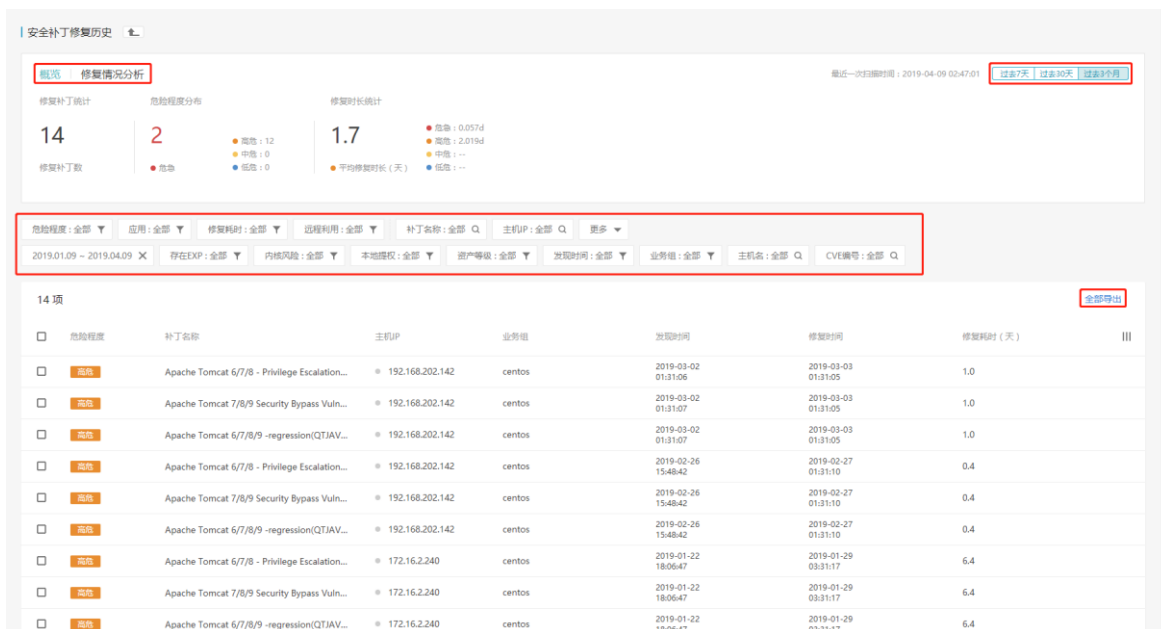 安全补丁修复历史
概览 修复情况分析
最近一次扫描时间：2019-04-09 02:47:01 过去7天 过去30天 过去3个月
修复补丁统计 危险程度分布 修复时长统计
14 2 1.7
高危：12
中危：0
低危：0
危急：0.057d
高危：2.019d
中危：--
低危：--
修复补丁数 危急 平均修复时长（天）
危险程度：全部 应用：全部 修复耗时：全部 远程利用：全部 补丁名称：全部 主机IP：全部 更多
2019.01.09 ~ 2019.04.09 存在EXP：全部 内核风险：全部 本地提权：全部 资产等级：全部 发现时间：全部 业务组：全部 主机名：全部 CVE编号：全部
14 项 全部导出
危险程度 补丁名称 主机IP 业务组 发现时间 修复时间 修复耗时（天）
高危 Apache Tomcat 6/7/8 - Privilege Escalation... 192.168.202.142 centos 2019-03-02 01:31:06 2019-03-03 01:31:05 1.0
高危 Apache Tomcat 7/8/9 Security Bypass Vuln... 192.168.202.142 centos 2019-03-02 01:31:07 2019-03-03 01:31:05 1.0
高危 Apache Tomcat 6/7/8/9 -regression(QTJAV... 192.168.202.142 centos 2019-03-02 01:31:07 2019-03-03 01:31:05 1.0
高危 Apache Tomcat 6/7/8 - Privilege Escalation... 192.168.202.142 centos 2019-02-26 15:48:42 2019-02-27 01:31:10 0.4
高危 Apache Tomcat 7/8/9 Security Bypass Vuln... 192.168.202.142 centos 2019-02-26 15:48:42 2019-02-27 01:31:10 0.4
高危 Apache Tomcat 6/7/8/9 -regression(QTJAV... 192.168.202.142 centos 2019-02-26 15:48:42 2019-02-27 01:31:10 0.4
高危 Apache Tomcat 6/7/8 - Privilege Escalation... 172.16.2.240 centos 2019-01-22 18:06:47 2019-01-29 03:31:17 6.4
高危 Apache Tomcat 7/8/9 Security Bypass Vuln... 172.16.2.240 centos 2019-01-22 18:06:47 2019-01-29 03:31:17 6.4
高危 Apache Tomcat 6/7/8/9 -regression(QTJAV... 172.16.2.240 centos 2019-01-22 2019-01-29 6.4